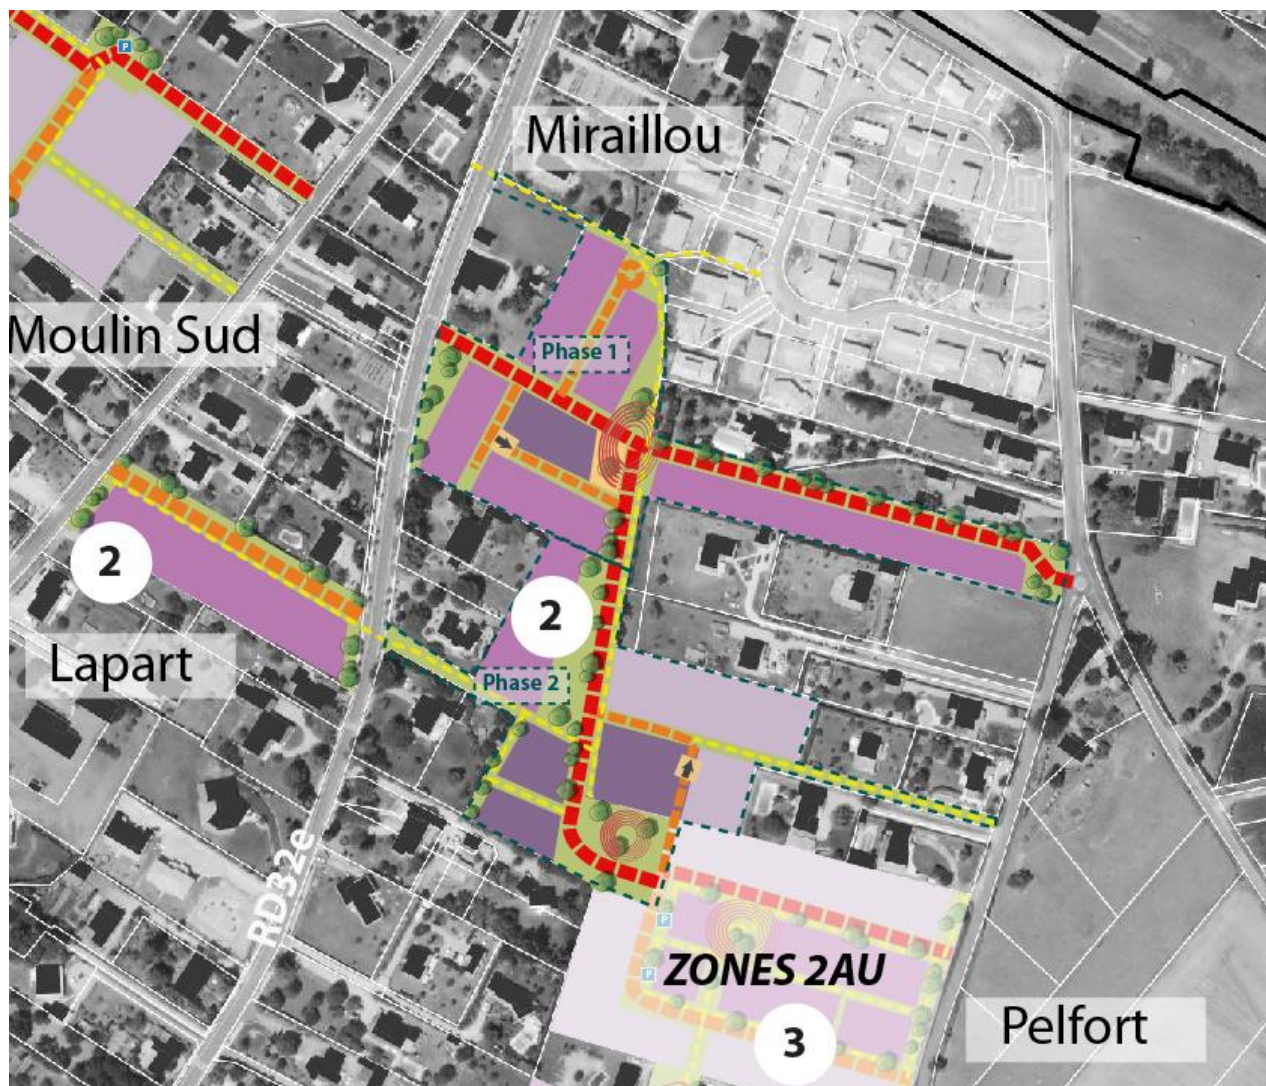 P
Miraillou
Moulin Sud
Phase 1
2
2
Lapart
Phase 2
RD32e
P
ZONES 2AU
P
Pelfort
3